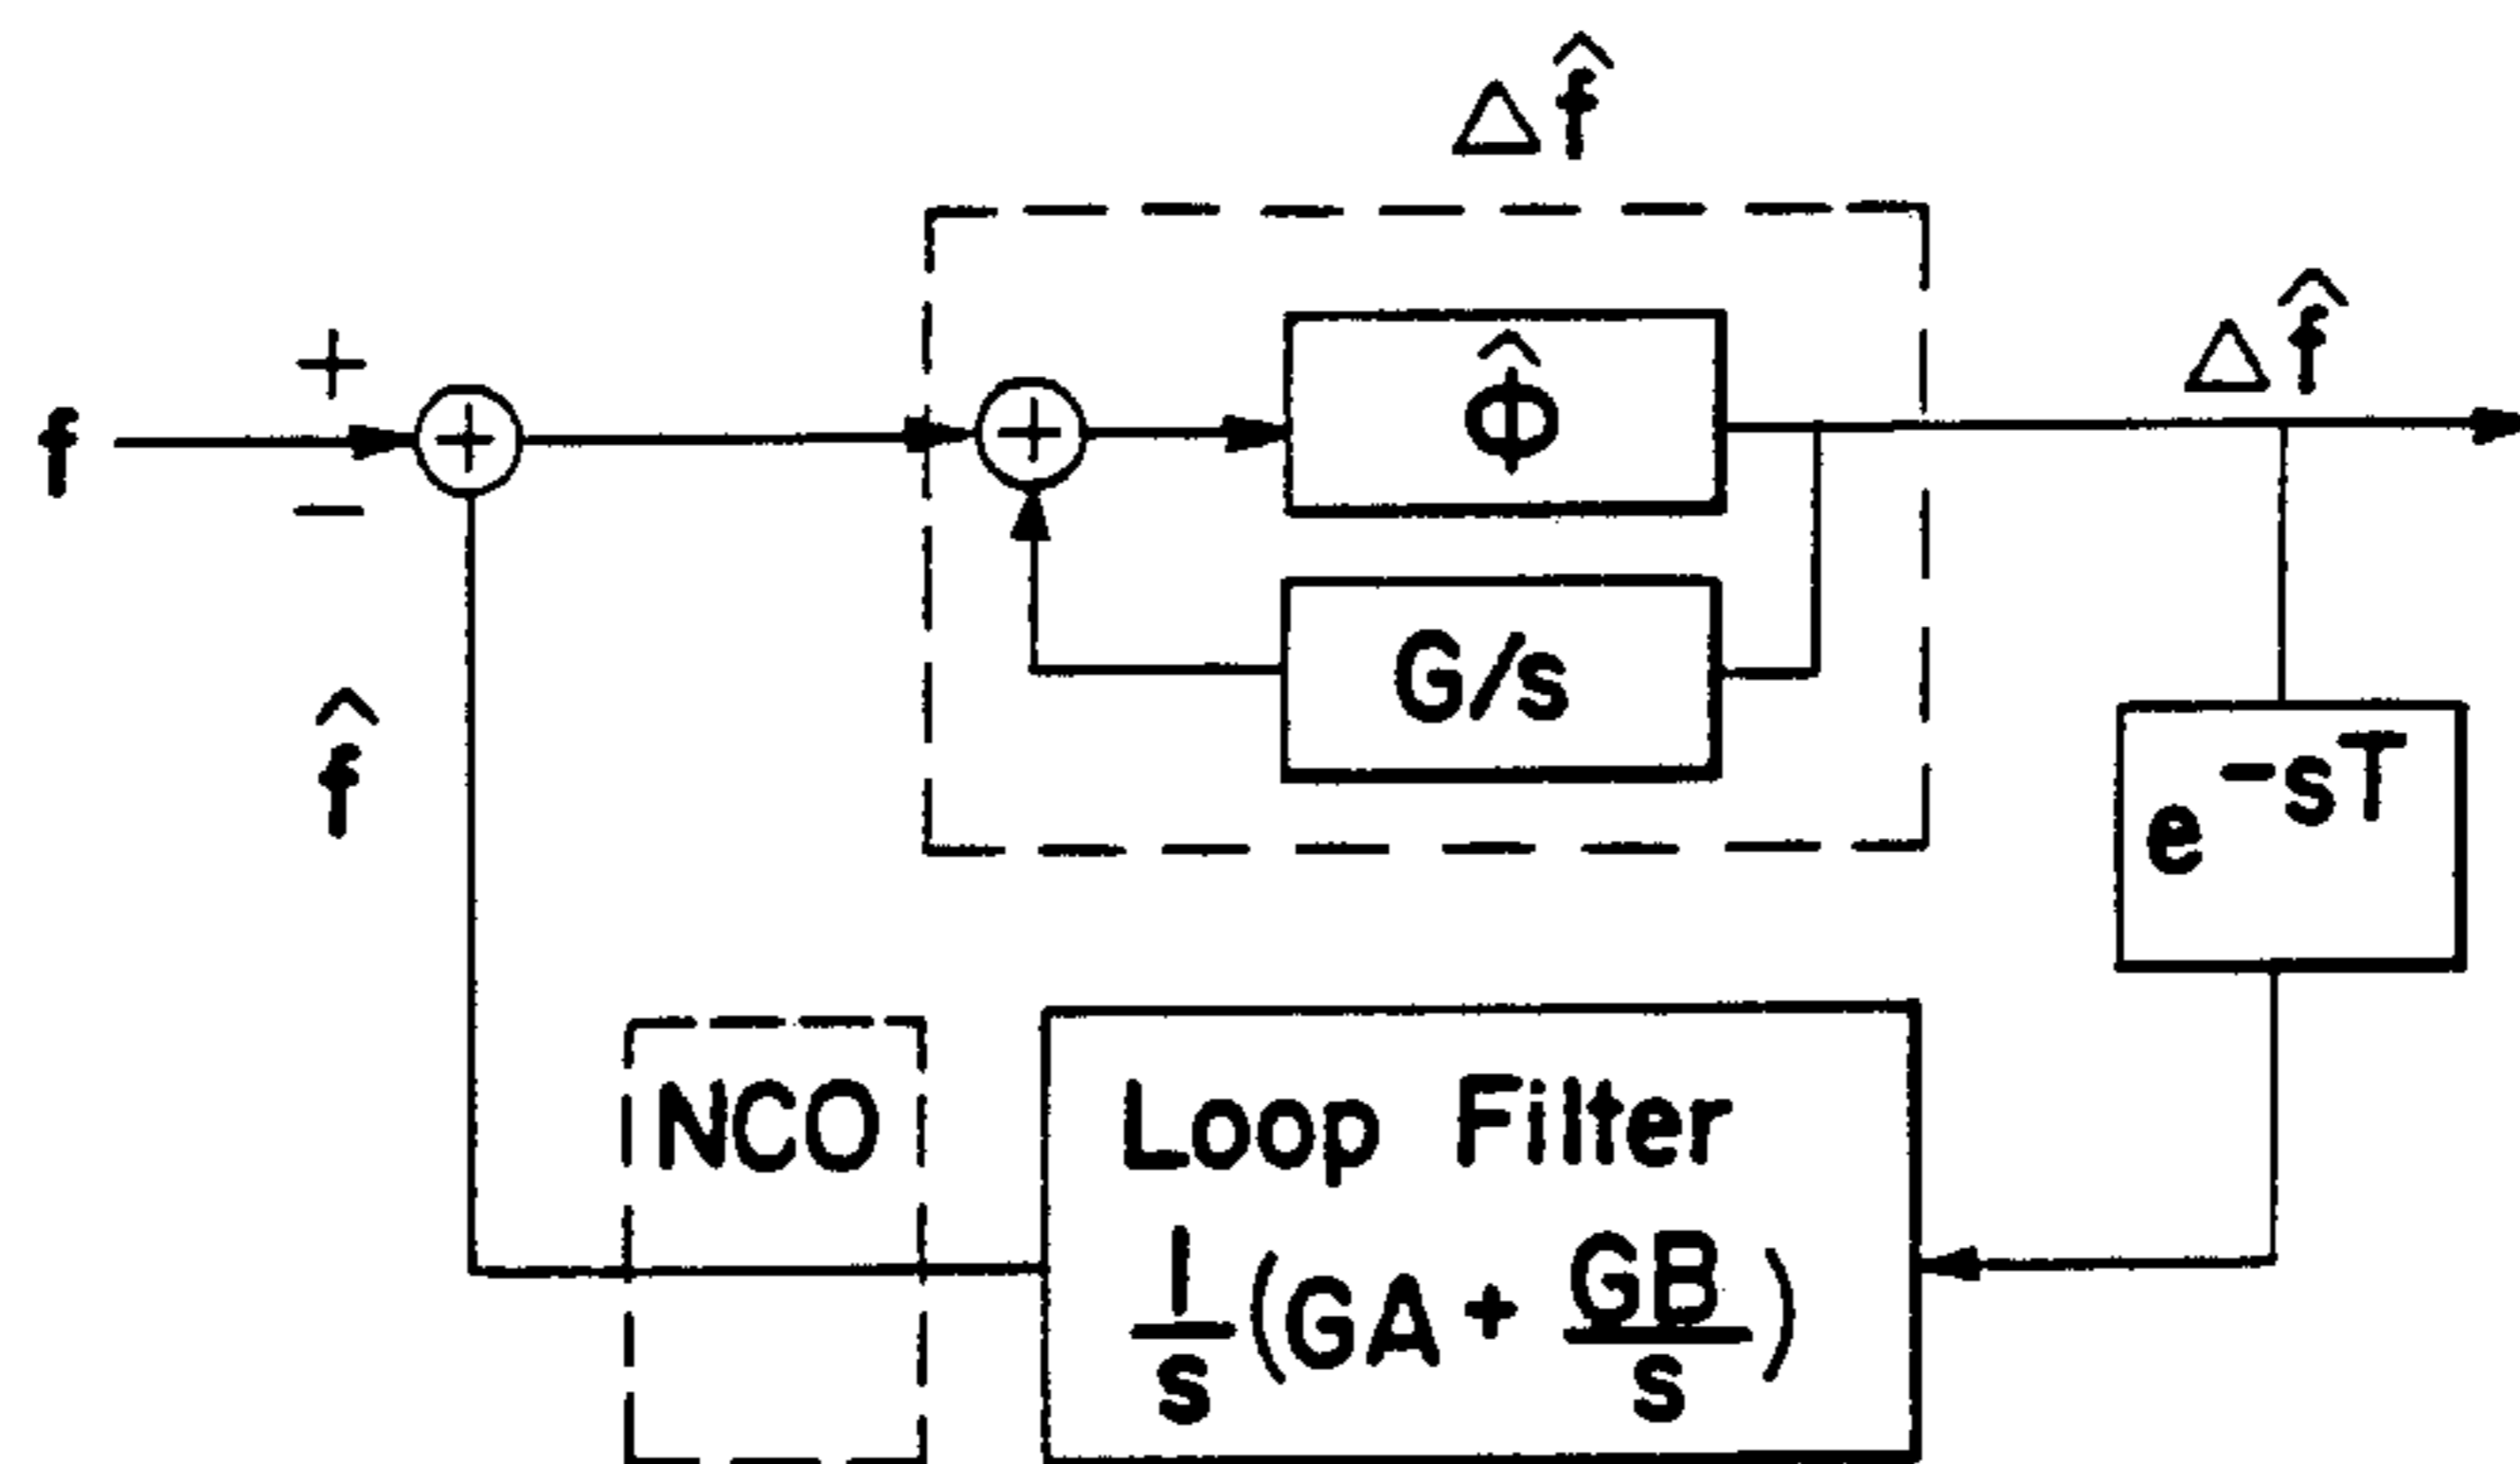 Δf̂
f
+
−
+
+
Φ̂
Δf̂
G/s
f̂
e^-sT
NCO
Loop Filter
1/s (GA + GB/s)